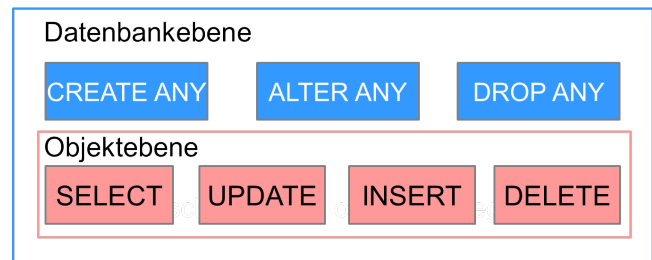 Datenbankebene
CREATE ANY ALTER ANY DROP ANY
Objektebene
SELECT UPDATE INSERT DELETE